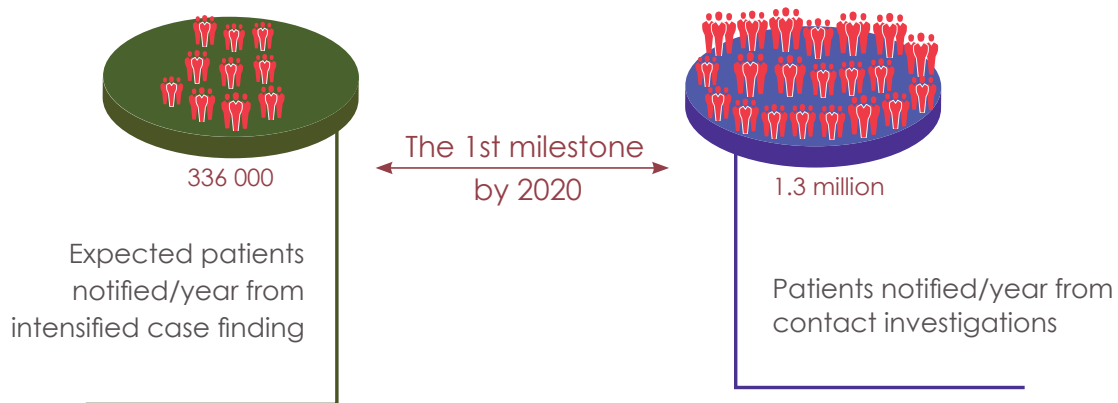 336 000
Expected patients
notified/year from
intensified case finding
The 1st milestone
by 2020
1.3 million
Patients notified/year from
contact investigations